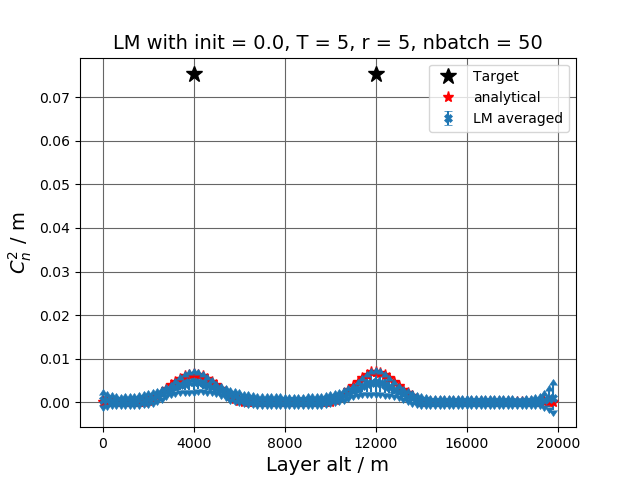 LM with init = 0.0, T = 5, r = 5, nbatch = 50
Target
analytical
LM averaged
0.07
0.06
0.05
0.04
0.03
0.02
0.01
0.00
C_n^2 / m
0
4000
8000
12000
16000
20000
Layer alt / m